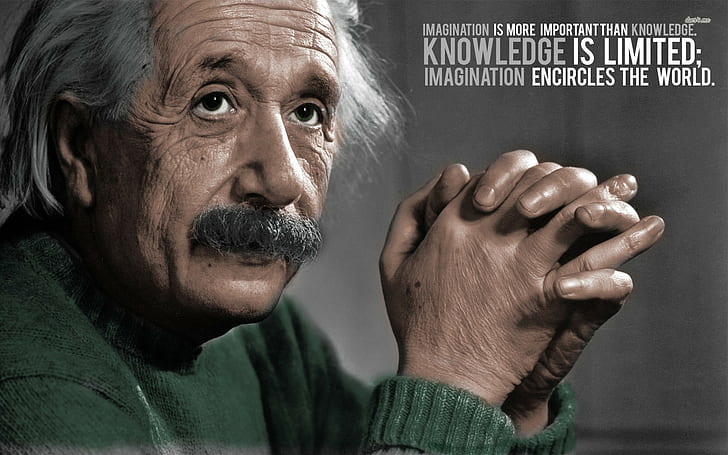 IMAGINATION IS MORE IMPORTANT THAN KNOWLEDGE.
KNOWLEDGE IS LIMITED;
IMAGINATION ENCIRCLES THE WORLD.